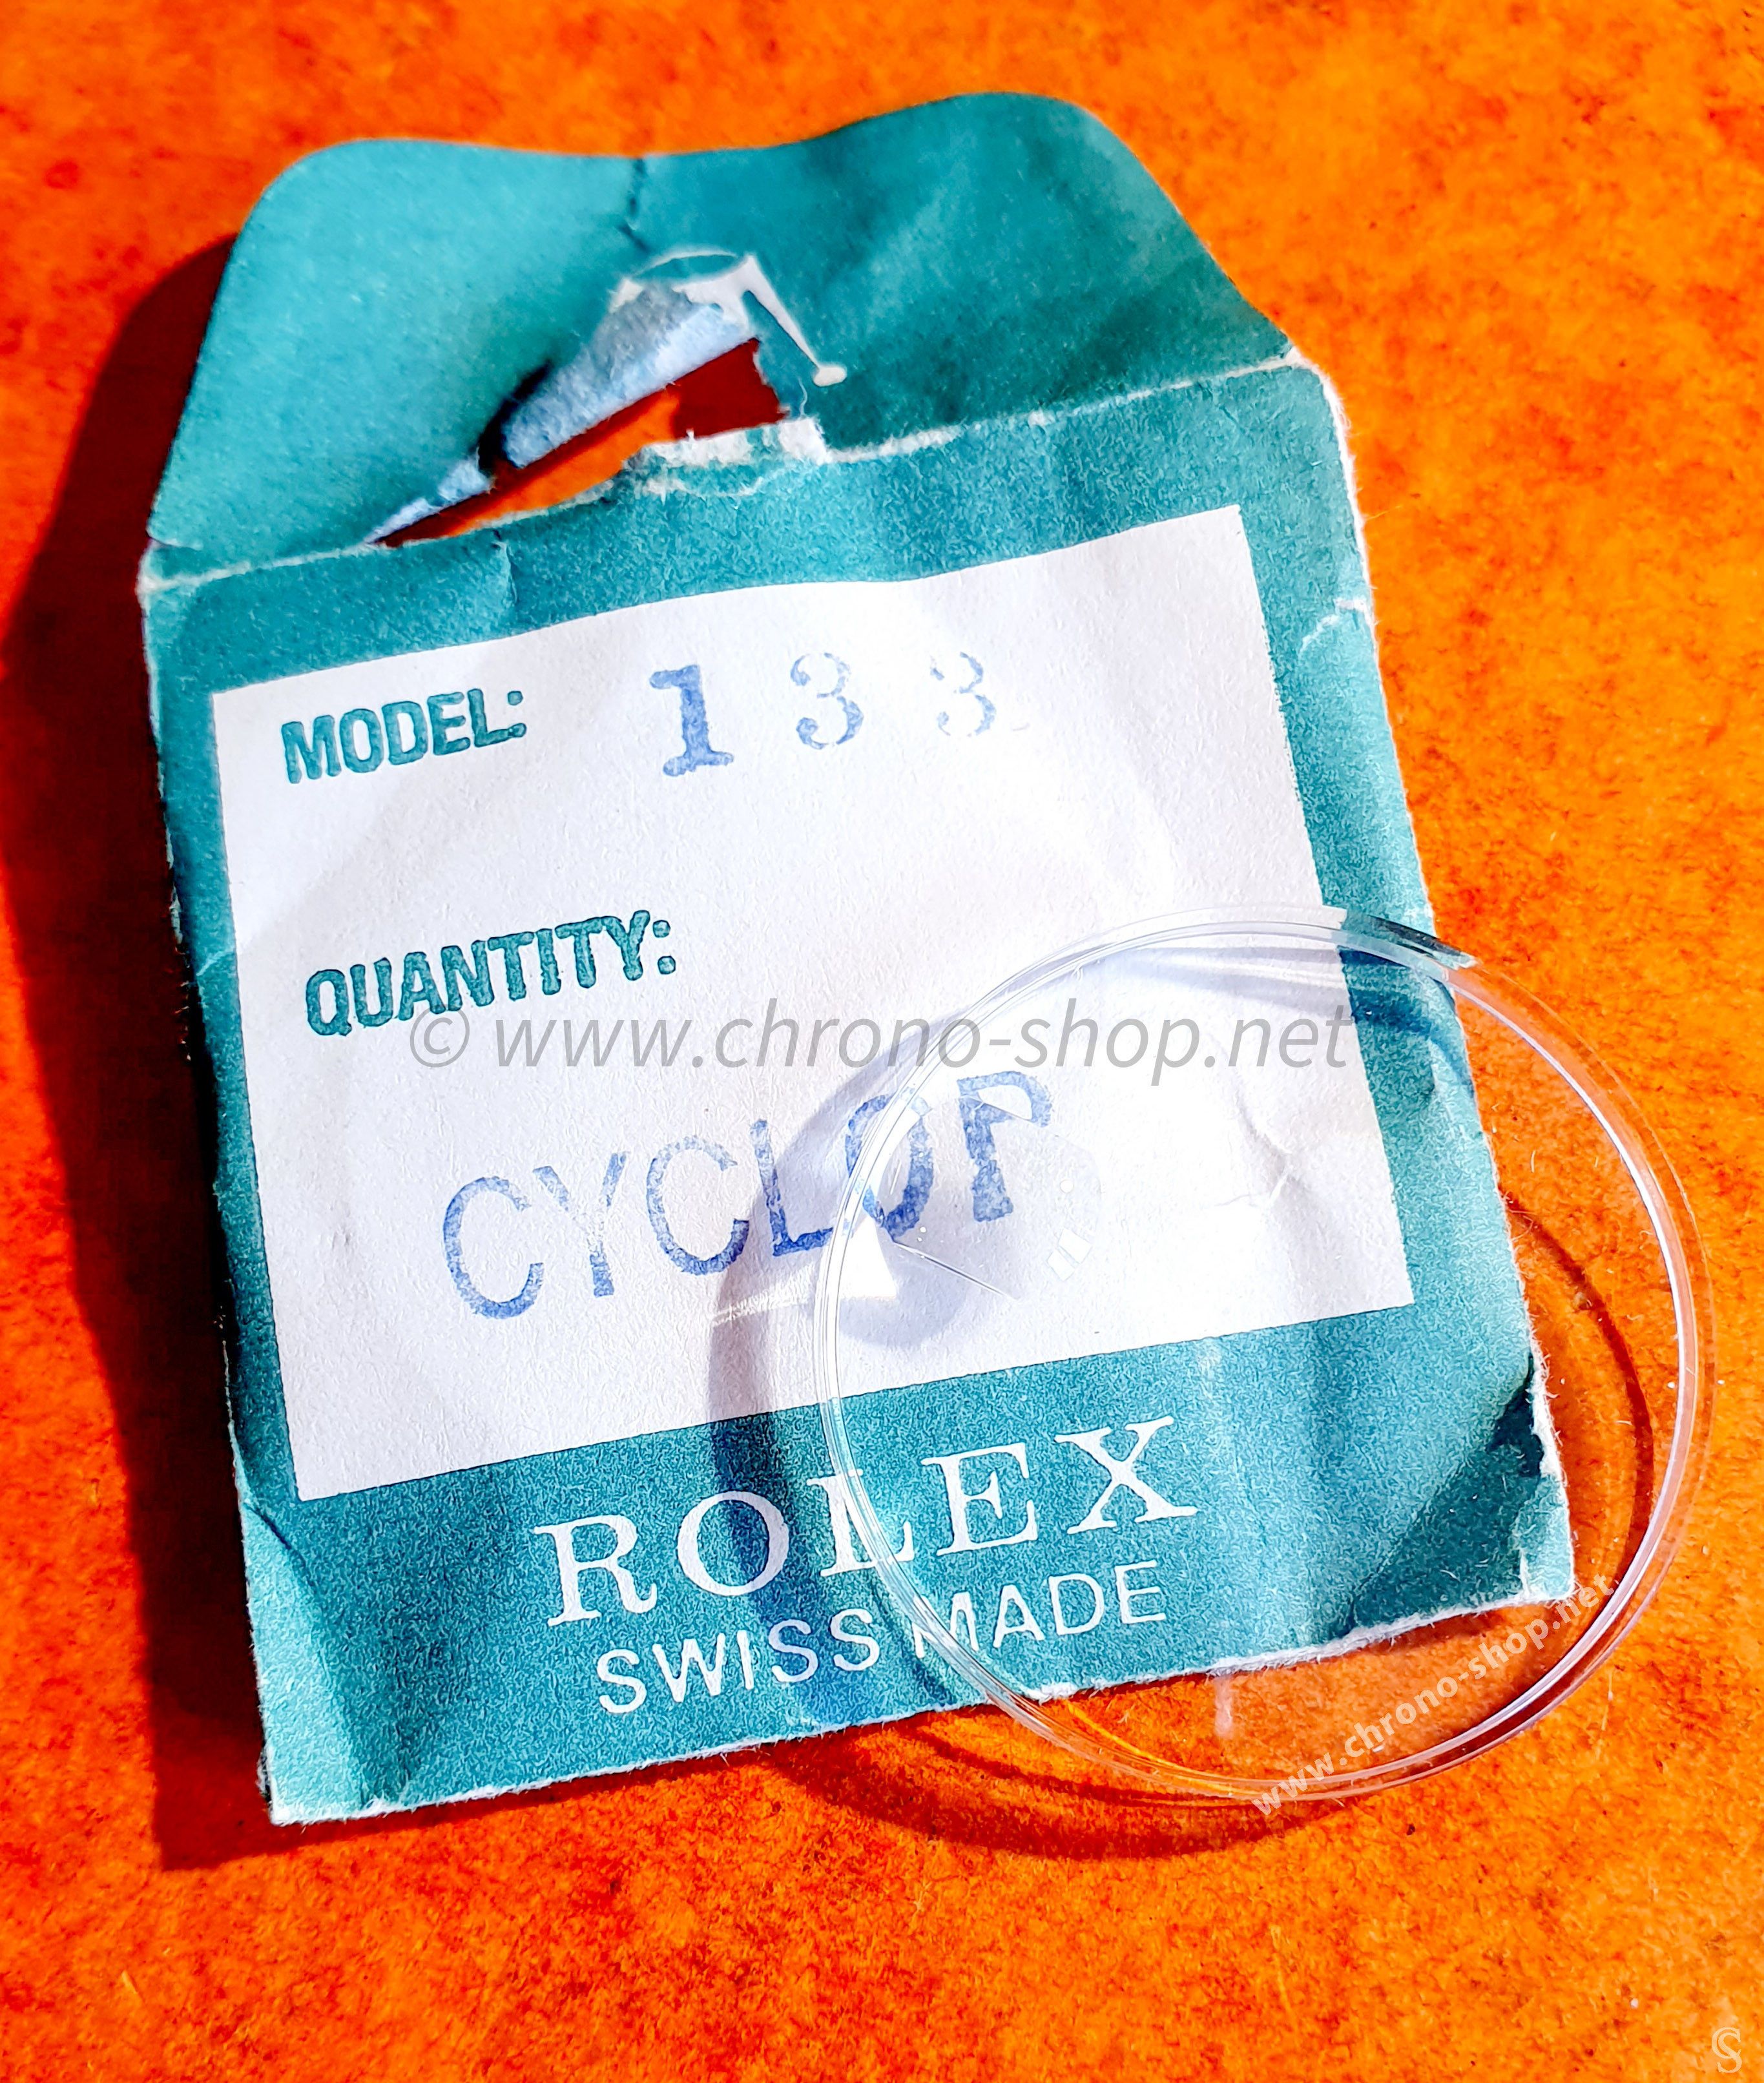 MODEL: 133
QUANTITY:
© www.chrono-shop.net
CYCLOP
ROLEX
SWISS MADE
www.chrono-shop.net